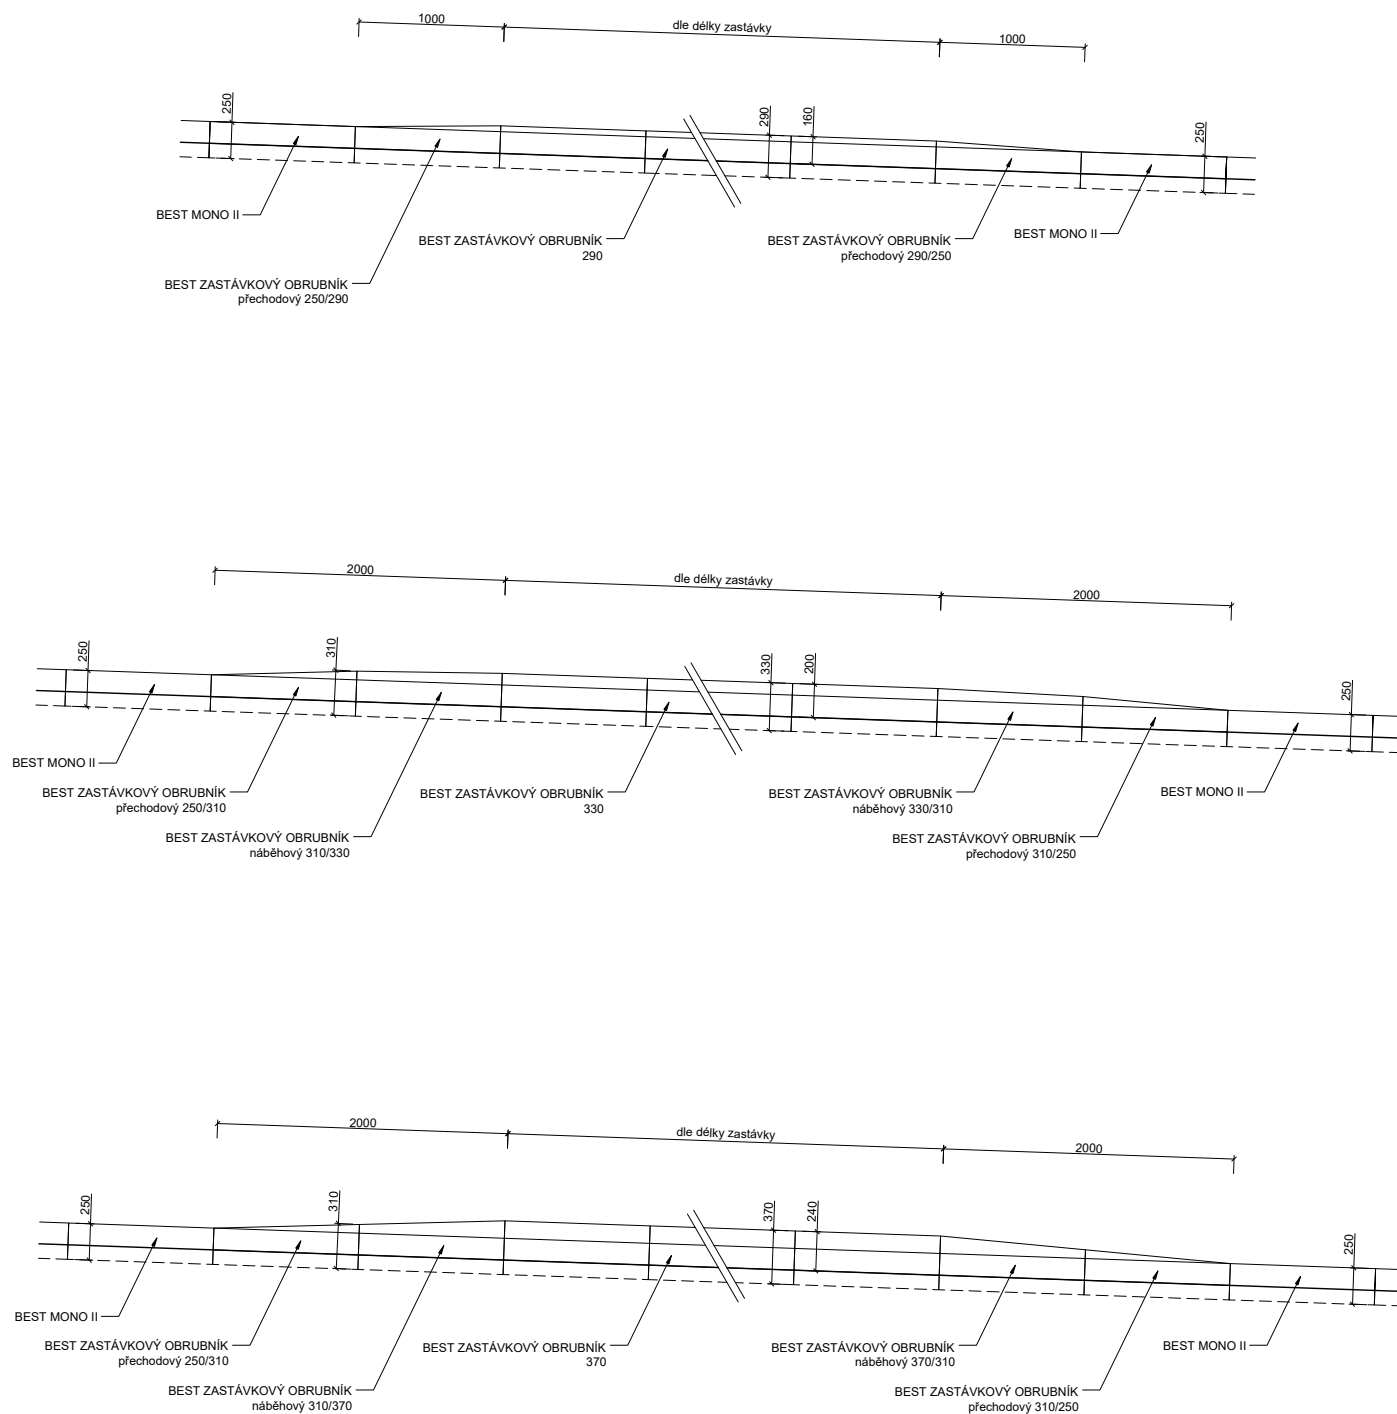 1000
dle délky zastávky
1000
250
290
160
250
BEST MONO II
BEST ZASTÁVKOVÝ OBRUBNÍK
290
BEST ZASTÁVKOVÝ OBRUBNÍK
přechodový 290/250
BEST MONO II
BEST ZASTÁVKOVÝ OBRUBNÍK
přechodový 250/290
2000
dle délky zastávky
2000
250
310
330
200
250
BEST MONO II
BEST ZASTÁVKOVÝ OBRUBNÍK
přechodový 250/310
BEST ZASTÁVKOVÝ OBRUBNÍK
330
BEST ZASTÁVKOVÝ OBRUBNÍK
náběhový 330/310
BEST MONO II
BEST ZASTÁVKOVÝ OBRUBNÍK
náběhový 310/330
BEST ZASTÁVKOVÝ OBRUBNÍK
přechodový 310/250
2000
dle délky zastávky
2000
250
310
370
240
250
BEST MONO II
BEST ZASTÁVKOVÝ OBRUBNÍK
přechodový 250/310
BEST ZASTÁVKOVÝ OBRUBNÍK
370
BEST ZASTÁVKOVÝ OBRUBNÍK
náběhový 370/310
BEST MONO II
BEST ZASTÁVKOVÝ OBRUBNÍK
náběhový 310/370
BEST ZASTÁVKOVÝ OBRUBNÍK
přechodový 310/250